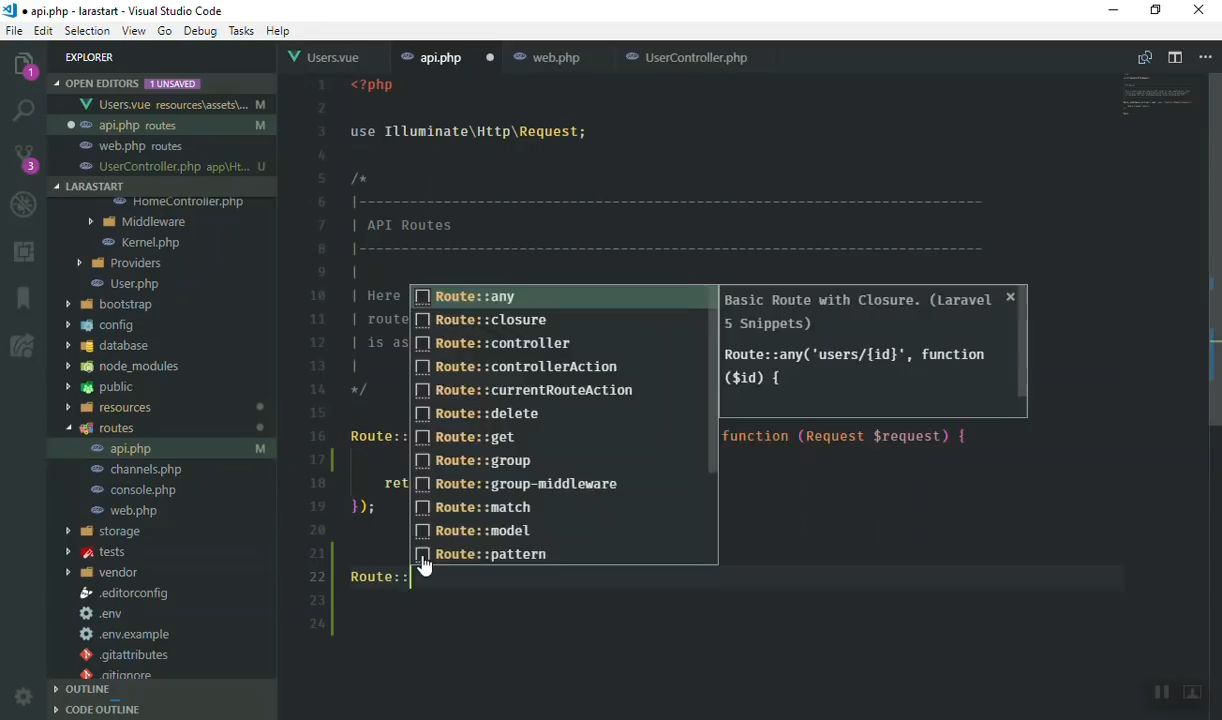 ● api.php - larastart - Visual Studio Code
File Edit Selection View Go Debug Tasks Help
EXPLORER
Users.vue
api.php ●
web.php
UserController.php
OPEN EDITORS 1 UNSAVED
Users.vue resources\assets\... M
● api.php routes M
web.php routes
UserController.php app\Ht... U
LARASTART
HomeController.php
Middleware
Kernel.php
Providers
User.php
bootstrap
config
database
node_modules
public
resources
routes
api.php M
channels.php
console.php
web.php
storage
tests
vendor
.editorconfig
.env
.env.example
.gitattributes
.gitignore
OUTLINE
CODE OUTLINE
1
3
1 <?php
2
3 use Illuminate\Http\Request;
4
5 /*
6 |--------------------------------------------------------------------------
7 | API Routes
8 |--------------------------------------------------------------------------
9 |
10 | Here
11 | route
12 | is as
13 |
14 */
15
16 Route:: function (Request $request) {
17
18 ret
19 });
20
21
22 Route::
23
24
Route::any
Route::closure
Route::controller
Route::controllerAction
Route::currentRouteAction
Route::delete
Route::get
Route::group
Route::group-middleware
Route::match
Route::model
Route::pattern
Basic Route with Closure. (Laravel
5 Snippets)
Route::any('users/{id}', function
($id) {